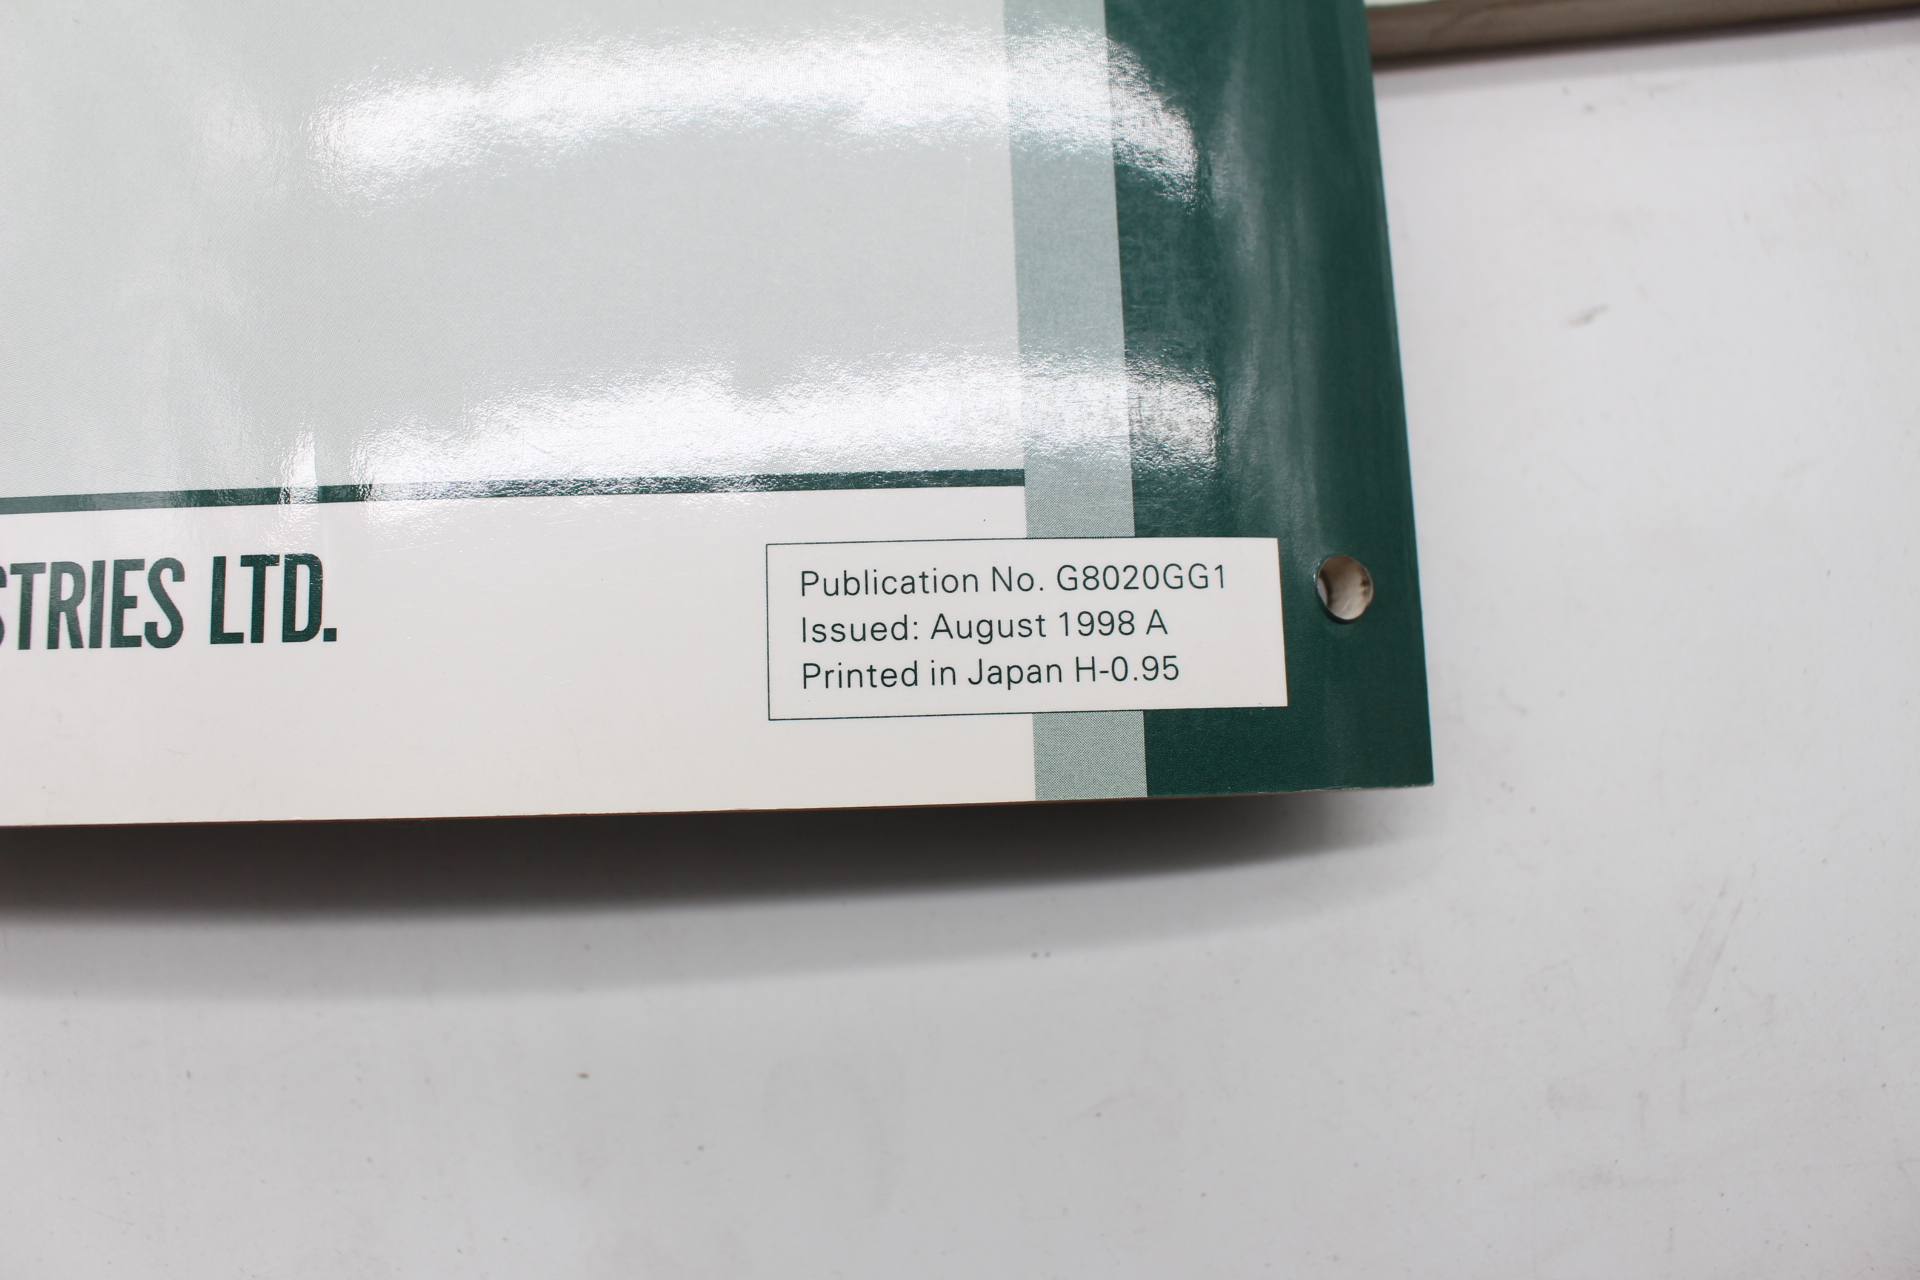 STRIES LTD.
Publication No. G8020GG1
Issued: August 1998 A
Printed in Japan H-0.95